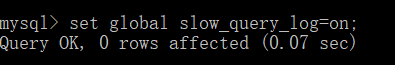 mysql> set global slow_query_log=on;
Query OK, 0 rows affected (0.07 sec)